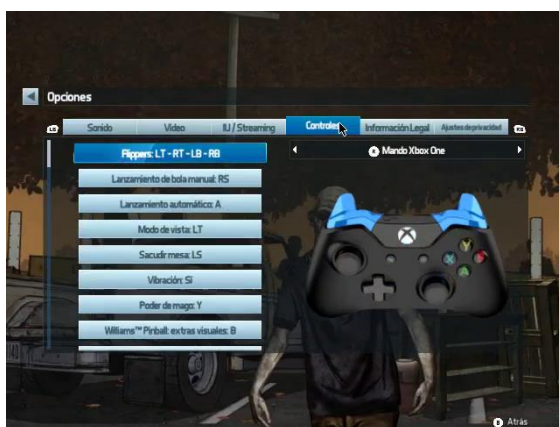 Opciones
LB Sonido Video IU / Streaming Controles Información Legal Ajustes de privacidad RB
Flippers: LT - RT - LB - RB
Mando Xbox One
Lanzamiento de bola manual: RS
Lanzamiento automático: A
Modo de vista: LT
Sacudir mesa: LS
Vibración: Sí
Poder de mago: Y
Williams™ Pinball: extras visuales: B
Y
X
B
A
B Atrás